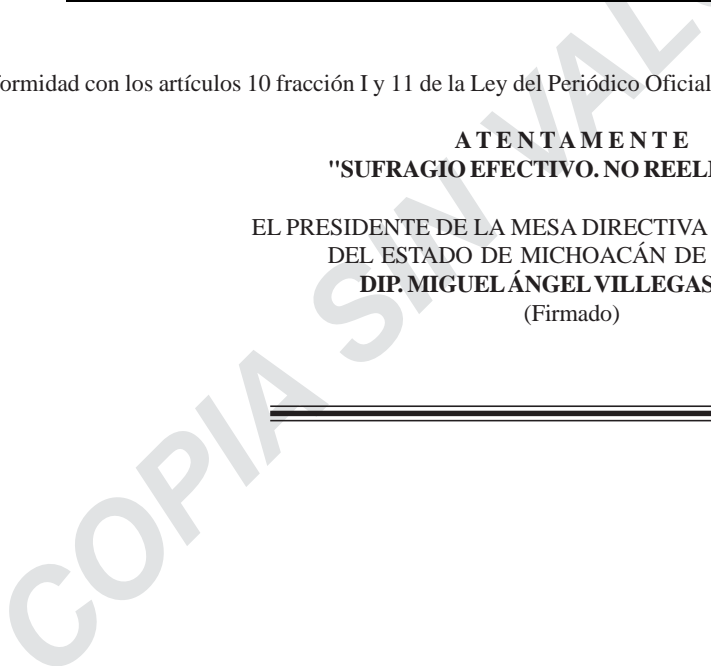 formidad con los artículos 10 fracción I y 11 de la Ley del Periódico Oficial
A T E N T A M E N T E
"SUFRAGIO EFECTIVO. NO REEL
EL PRESIDENTE DE LA MESA DIRECTIVA
DEL ESTADO DE MICHOACÁN DE
DIP. MIGUEL ÁNGEL VILLEGAS
(Firmado)
COPIA SIN VAL